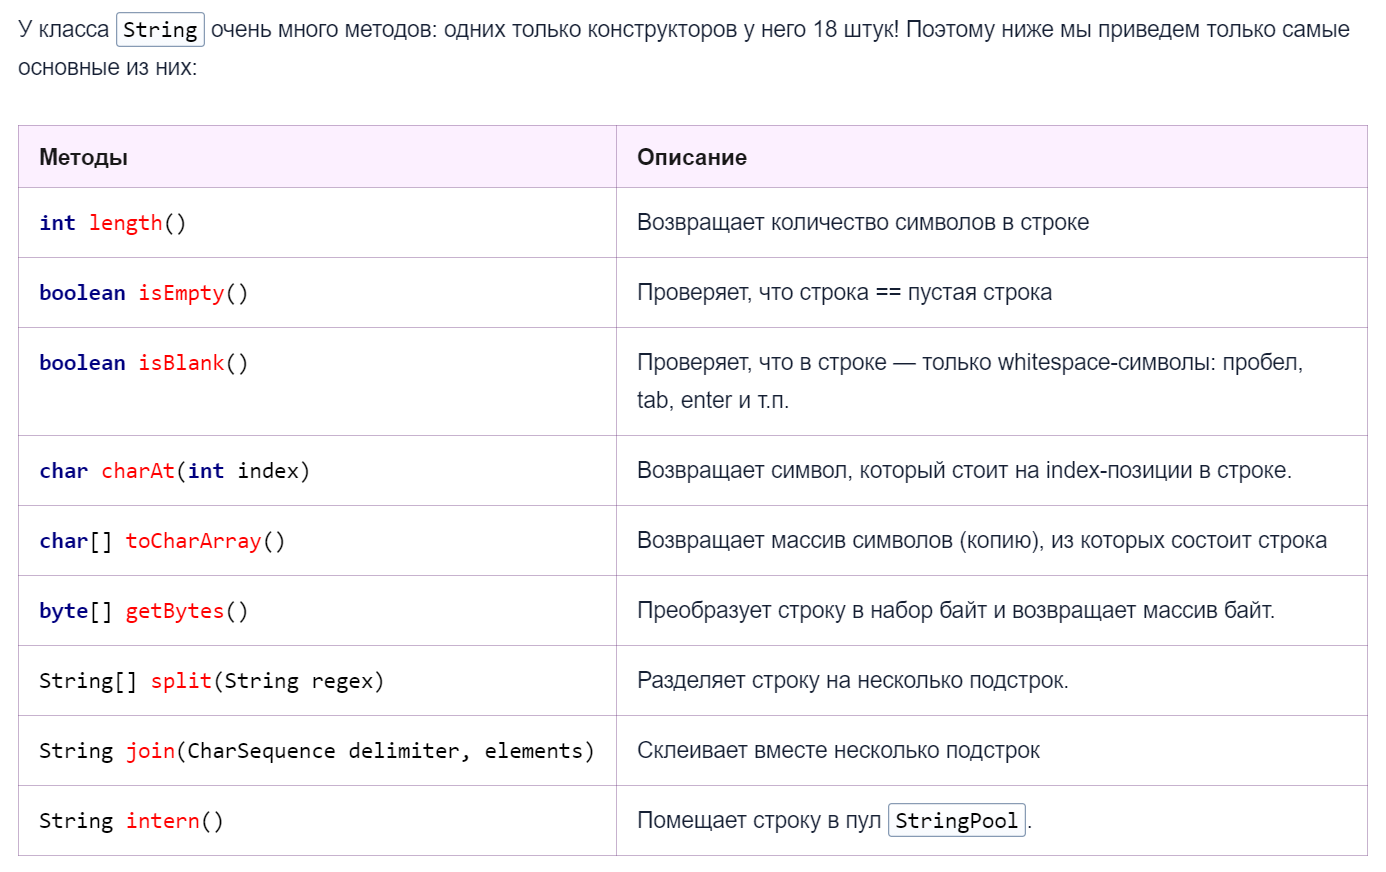 У класса String очень много методов: одних только конструкторов у него 18 штук! Поэтому ниже мы приведем только самые
основные из них:
Методы Описание
int length() Возвращает количество символов в строке
boolean isEmpty() Проверяет, что строка == пустая строка
boolean isBlank() Проверяет, что в строке — только whitespace-символы: пробел,
tab, enter и т.п.
char charAt(int index) Возвращает символ, который стоит на index-позиции в строке.
char[] toCharArray() Возвращает массив символов (копию), из которых состоит строка
byte[] getBytes() Преобразует строку в набор байт и возвращает массив байт.
String[] split(String regex) Разделяет строку на несколько подстрок.
String join(CharSequence delimiter, elements) Склеивает вместе несколько подстрок
String intern() Помещает строку в пул StringPool.